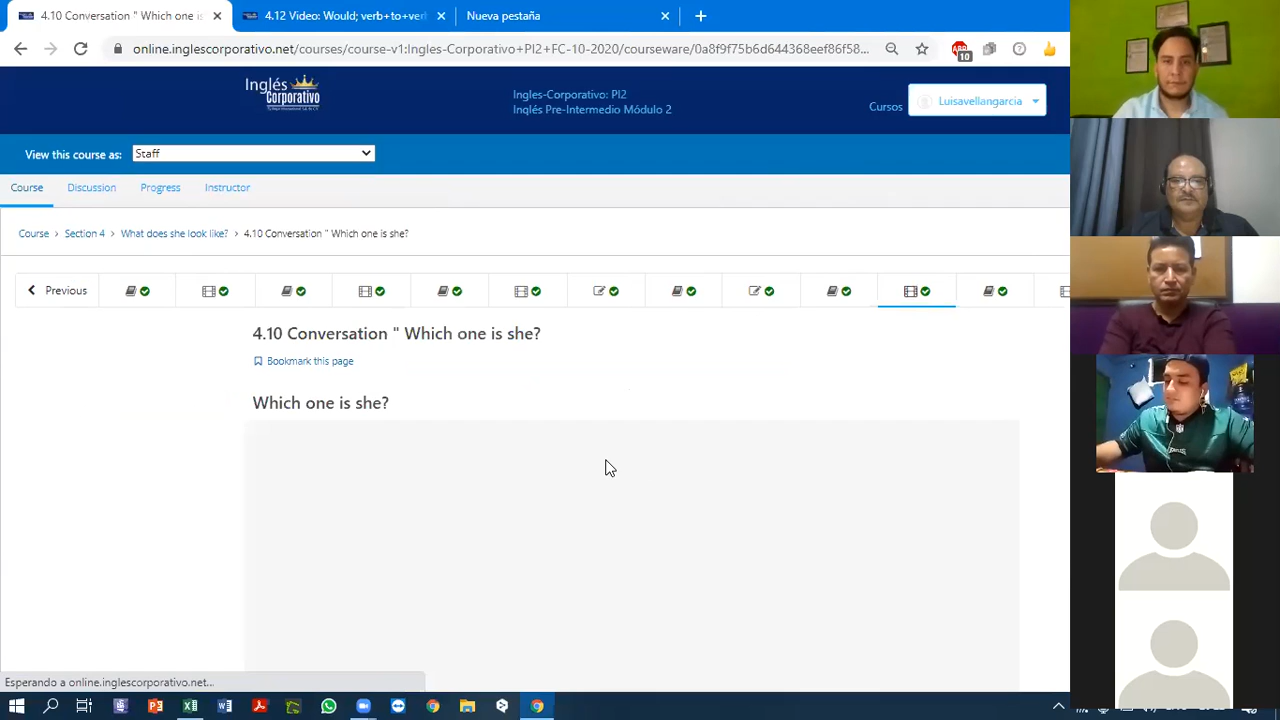 4.10 Conversation " Which one is
4.12 Video: Would; verb+to+verb
Nueva pestaña
online.inglescorporativo.net/courses/course-v1:Ingles-Corporativo+PI2+FC-10-2020/courseware/0a8f9f75b6d644368eef86f58...
ABP
10
Inglés
Corporativo
Ingles-Corporativo: PI2
Inglés Pre-Intermedio Módulo 2
Cursos
Luisavellangarcia
View this course as:
Staff
Course
Discussion
Progress
Instructor
Course > Section 4 > What does she look like? > 4.10 Conversation " Which one is she?
Previous
4.10 Conversation " Which one is she?
Bookmark this page
Which one is she?
Esperando a online.inglescorporativo.net...